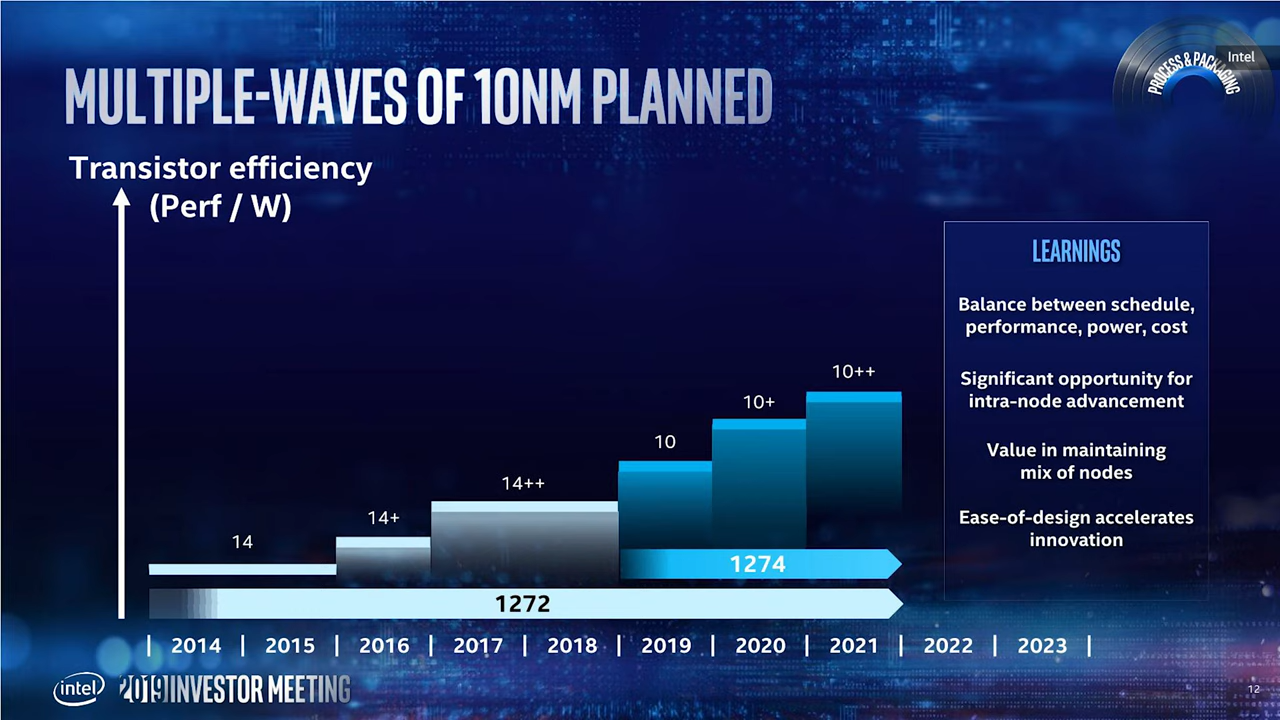 MULTIPLE-WAVES OF 10NM PLANNED
PROCESS & PACKAGING
Intel
Transistor efficiency
(Perf / W)
LEARNINGS
Balance between schedule,
performance, power, cost
Significant opportunity for
intra-node advancement
Value in maintaining
mix of nodes
Ease-of-design accelerates
innovation
14
14+
14++
10
10+
10++
1274
1272
| 2014 | 2015 | 2016 | 2017 | 2018 | 2019 | 2020 | 2021 | 2022 | 2023 |
intel 2019 INVESTOR MEETING
12